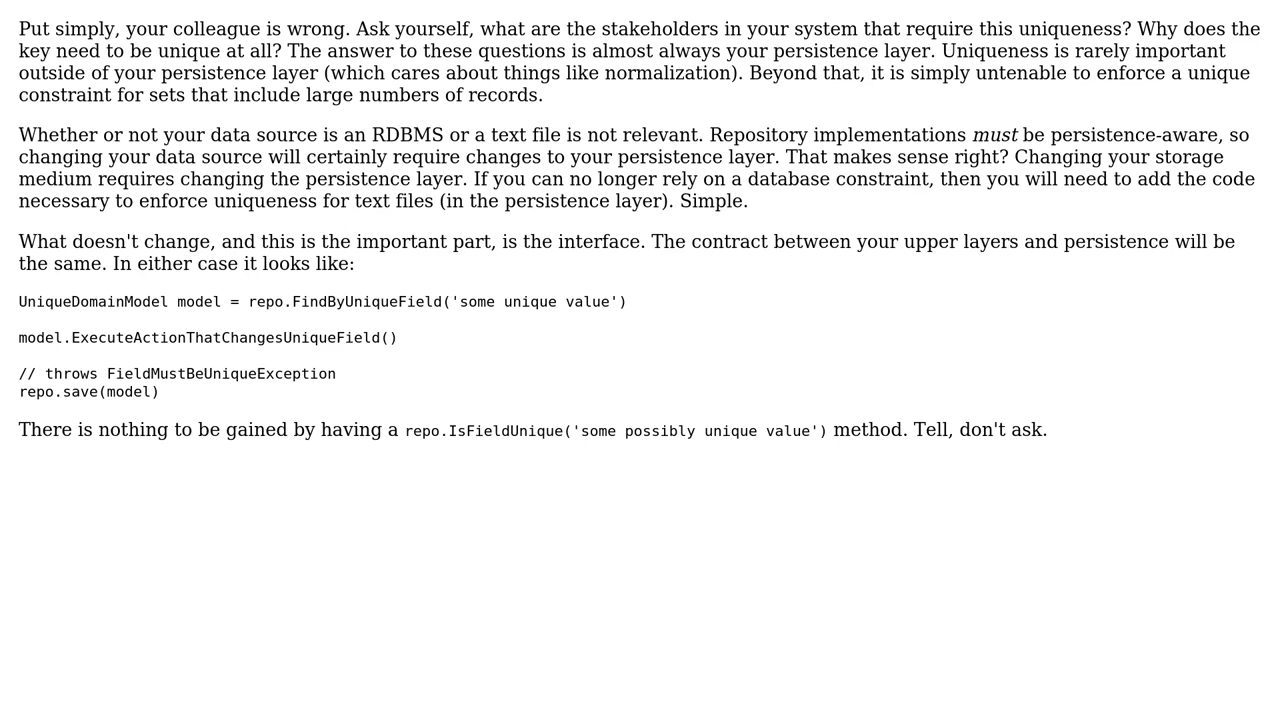 Put simply, your colleague is wrong. Ask yourself, what are the stakeholders in your system that require this uniqueness? Why does the
key need to be unique at all? The answer to these questions is almost always your persistence layer. Uniqueness is rarely important
outside of your persistence layer (which cares about things like normalization). Beyond that, it is simply untenable to enforce a unique
constraint for sets that include large numbers of records.
Whether or not your data source is an RDBMS or a text file is not relevant. Repository implementations must be persistence-aware, so
changing your data source will certainly require changes to your persistence layer. That makes sense right? Changing your storage
medium requires changing the persistence layer. If you can no longer rely on a database constraint, then you will need to add the code
necessary to enforce uniqueness for text files (in the persistence layer). Simple.
What doesn't change, and this is the important part, is the interface. The contract between your upper layers and persistence will be
the same. In either case it looks like:
UniqueDomainModel model = repo.FindByUniqueField('some unique value')
model.ExecuteActionThatChangesUniqueField()
// throws FieldMustBeUniqueException
repo.save(model)
There is nothing to be gained by having a repo.IsFieldUnique('some possibly unique value') method. Tell, don't ask.